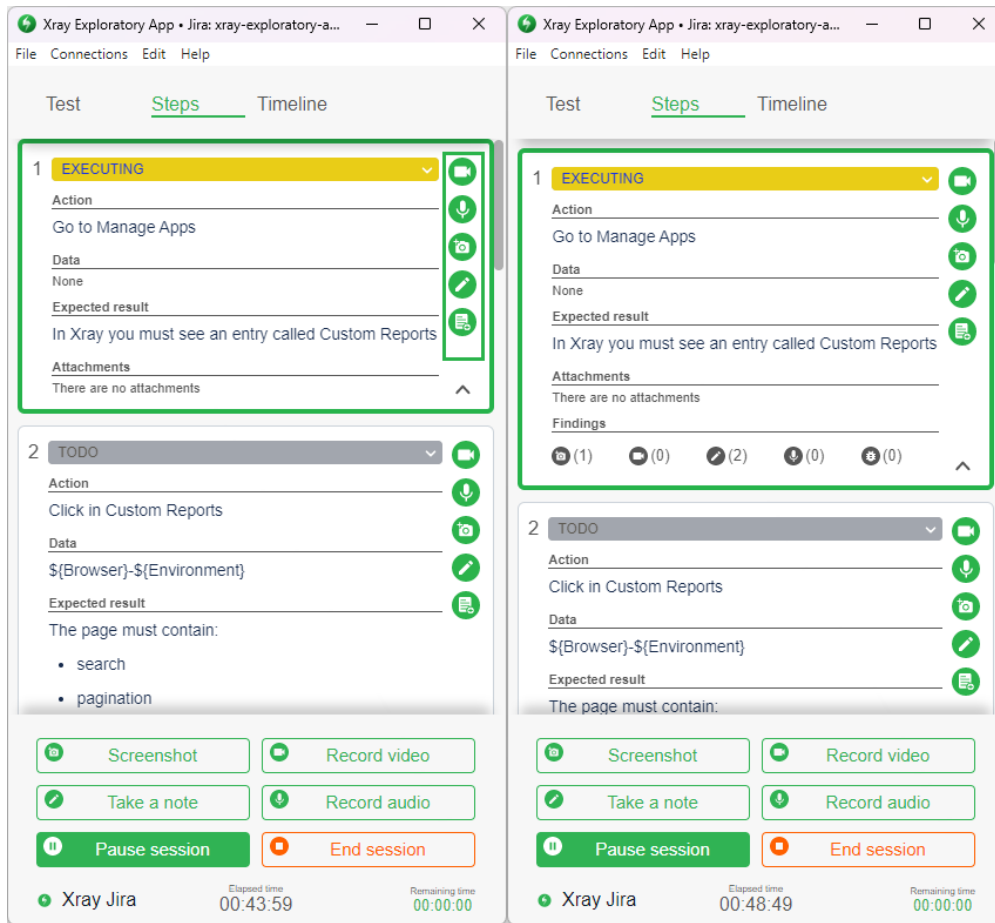 Xray Exploratory App • Jira: xray-exploratory-a...
File Connections Edit Help
Test Steps Timeline
1 EXECUTING
Action
Go to Manage Apps
Data
None
Expected result
In Xray you must see an entry called Custom Reports
Attachments
There are no attachments
2 TODO
Action
Click in Custom Reports
Data
${Browser}-${Environment}
Expected result
The page must contain:
• search
• pagination
Screenshot Record video
Take a note Record audio
Pause session End session
Xray Jira
Elapsed time
00:43:59
Remaining time
00:00:00
Xray Exploratory App • Jira: xray-exploratory-a...
File Connections Edit Help
Test Steps Timeline
1 EXECUTING
Action
Go to Manage Apps
Data
None
Expected result
In Xray you must see an entry called Custom Reports
Attachments
There are no attachments
Findings
(1) (0) (2) (0) (0)
2 TODO
Action
Click in Custom Reports
Data
${Browser}-${Environment}
Expected result
The page must contain:
Screenshot Record video
Take a note Record audio
Pause session End session
Xray Jira
Elapsed time
00:48:49
Remaining time
00:00:00